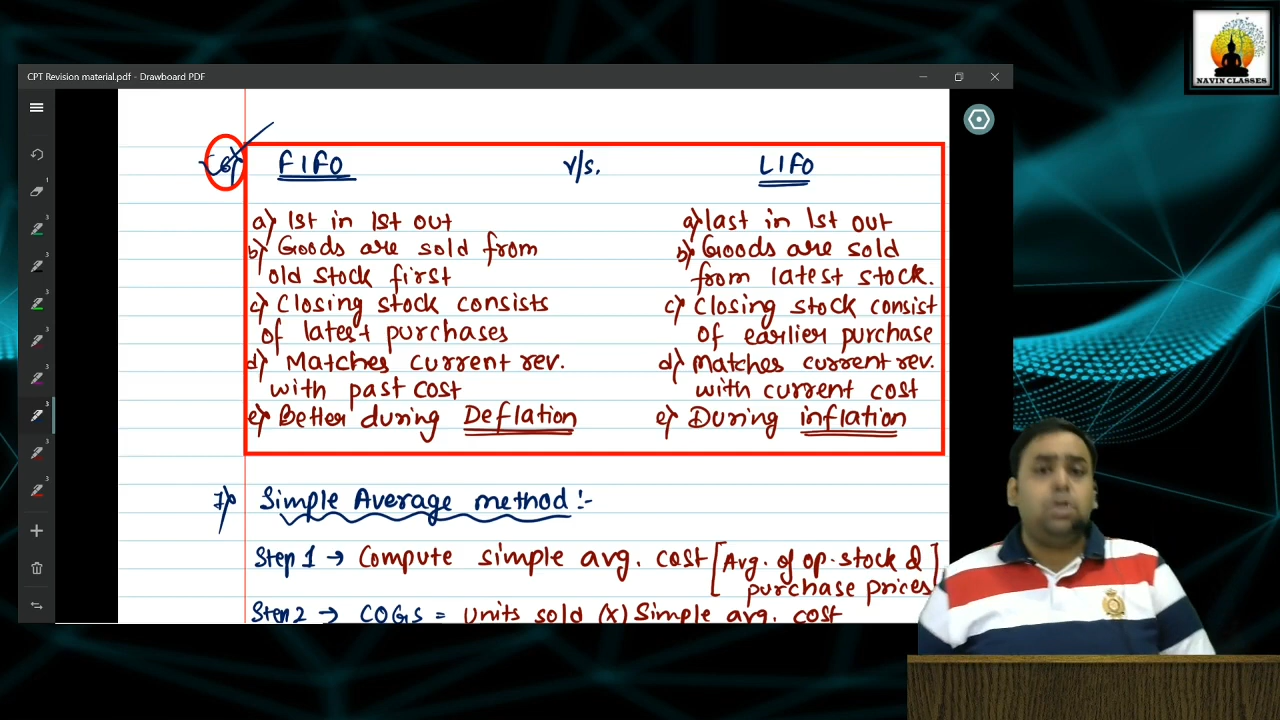 NAVIN CLASSES
CPT Revision material.pdf - Drawboard PDF
FIFO v/s. LIFO
a) 1st in 1st out
b) Goods are sold from
old stock first
c) Closing stock consists
of latest purchases
d) Matches current rev.
with past cost
e) Better during Deflation
a) last in 1st out
b) Goods are sold
from latest stock.
c) Closing stock consist
of earlier purchase
d) Matches current rev.
with current cost
e) During inflation
7) Simple Average method :-
Step 1 → Compute simple avg. cost [Avg. of op. stock &
purchase prices]
Step 2 → COGS = units sold (x) Simple avg. cost